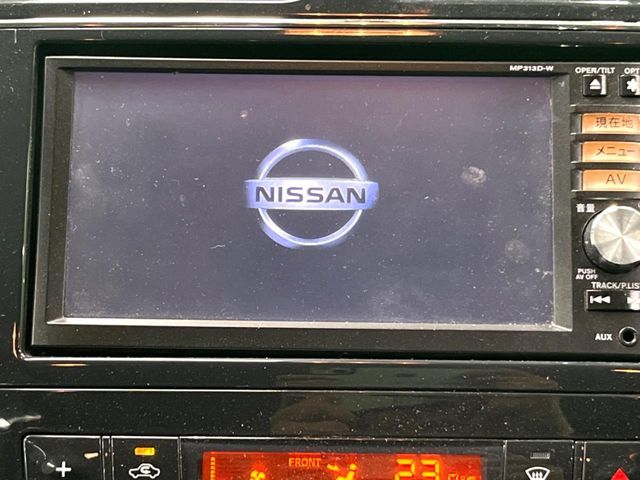 MP313D-W
OPER/TILT
現在地
メニュー
AV
NISSAN
音量
PUSH
AV OFF
TRACK/P.LIST
AUX
FRONT
23